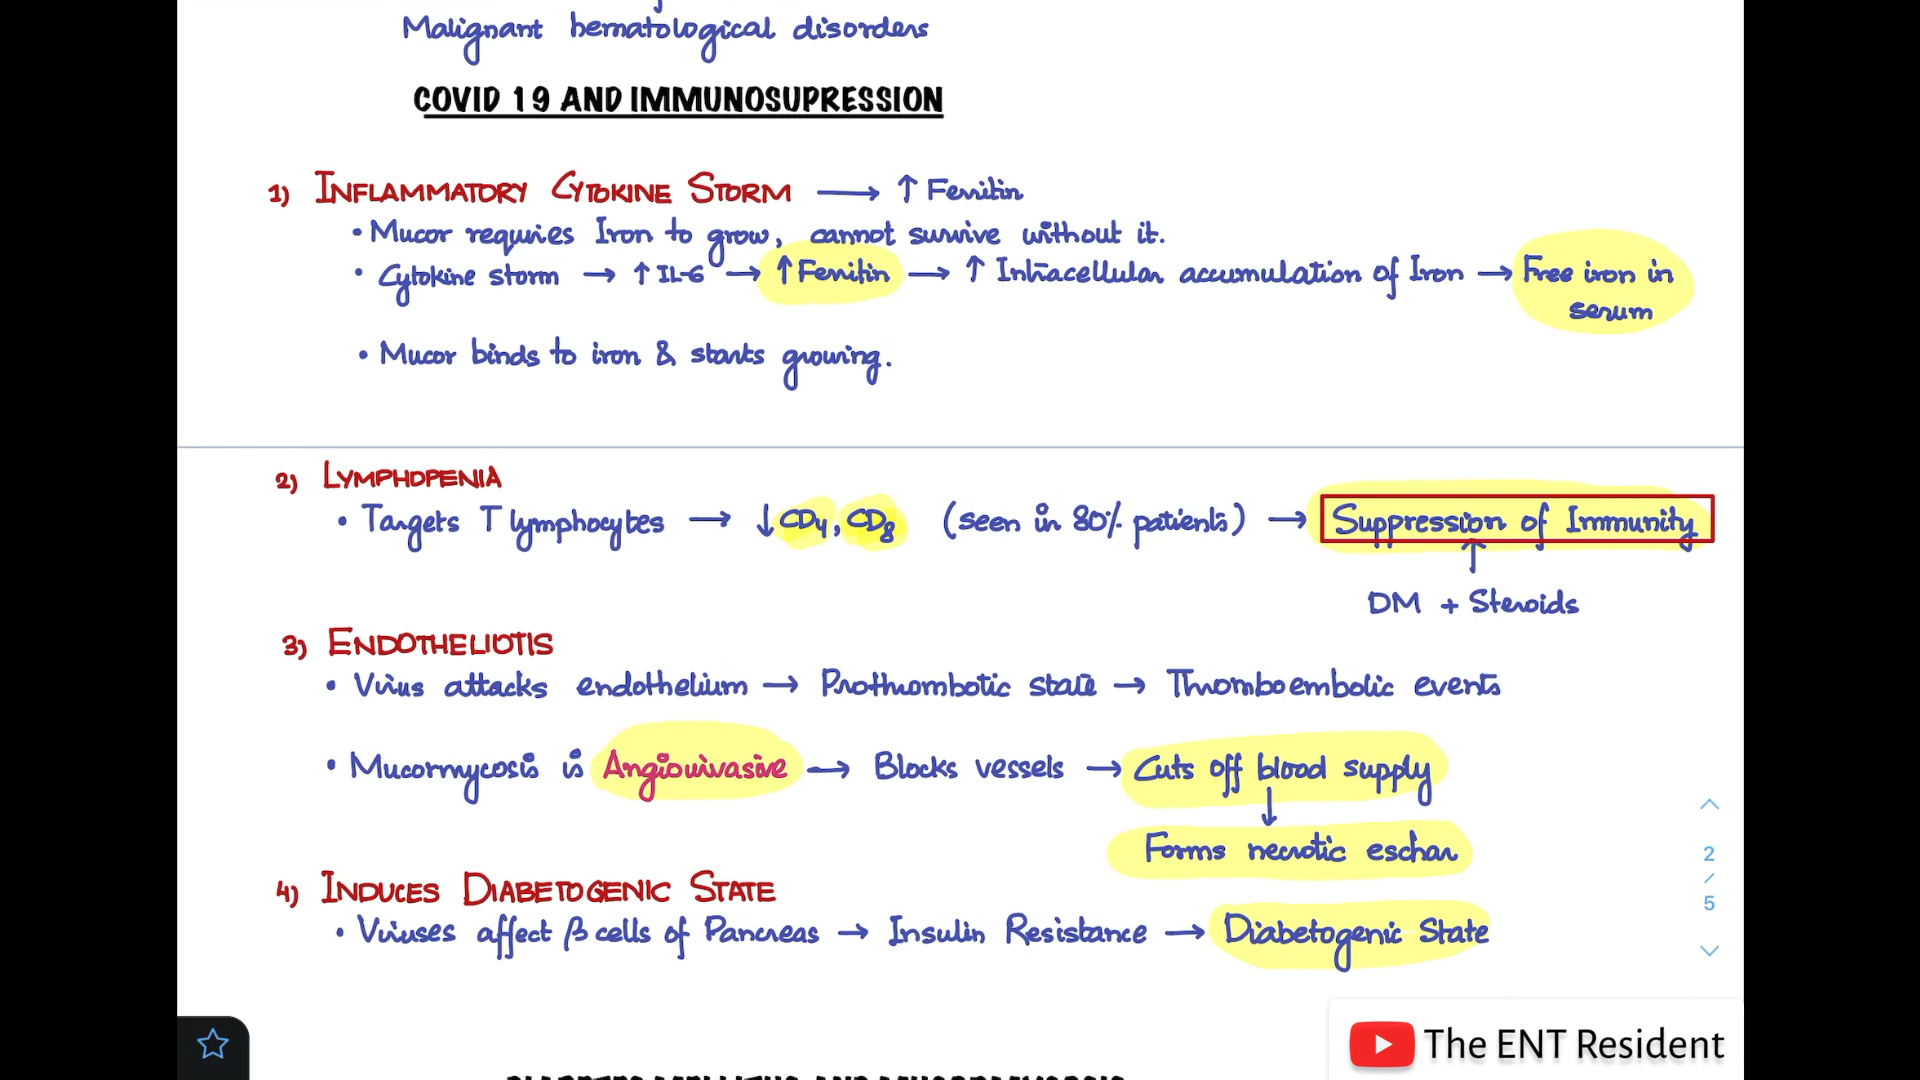 Malignant hematological disorders
COVID 19 AND IMMUNOSUPRESSION
1) INFLAMMATORY CYTOKINE STORM → ↑ Ferritin
• Mucor requries Iron to grow, cannot survive without it.
• Cytokine storm → ↑ IL-6 → ↑ Ferritin → ↑ Intracellular accumulation of Iron → Free iron in
serum
• Mucor binds to iron & starts growing.
2) LYMPHOPENIA
• Targets T lymphocytes → ↓ CD4, CD8 (seen in 80% patients) → Suppression of Immunity
↑
DM + Steroids
3) ENDOTHELIOTIS
• Virus attacks endothelium → Prothrombotic state → Thromboembolic events
• Mucormycosis is Angioinvasive → Blocks vessels → Cuts off blood supply
↓
Forms necrotic eschar
4) INDUCES DIABETOGENIC STATE
• Viruses affect β cells of Pancreas → Insulin Resistance → Diabetogenic State
2
/
5
The ENT Resident